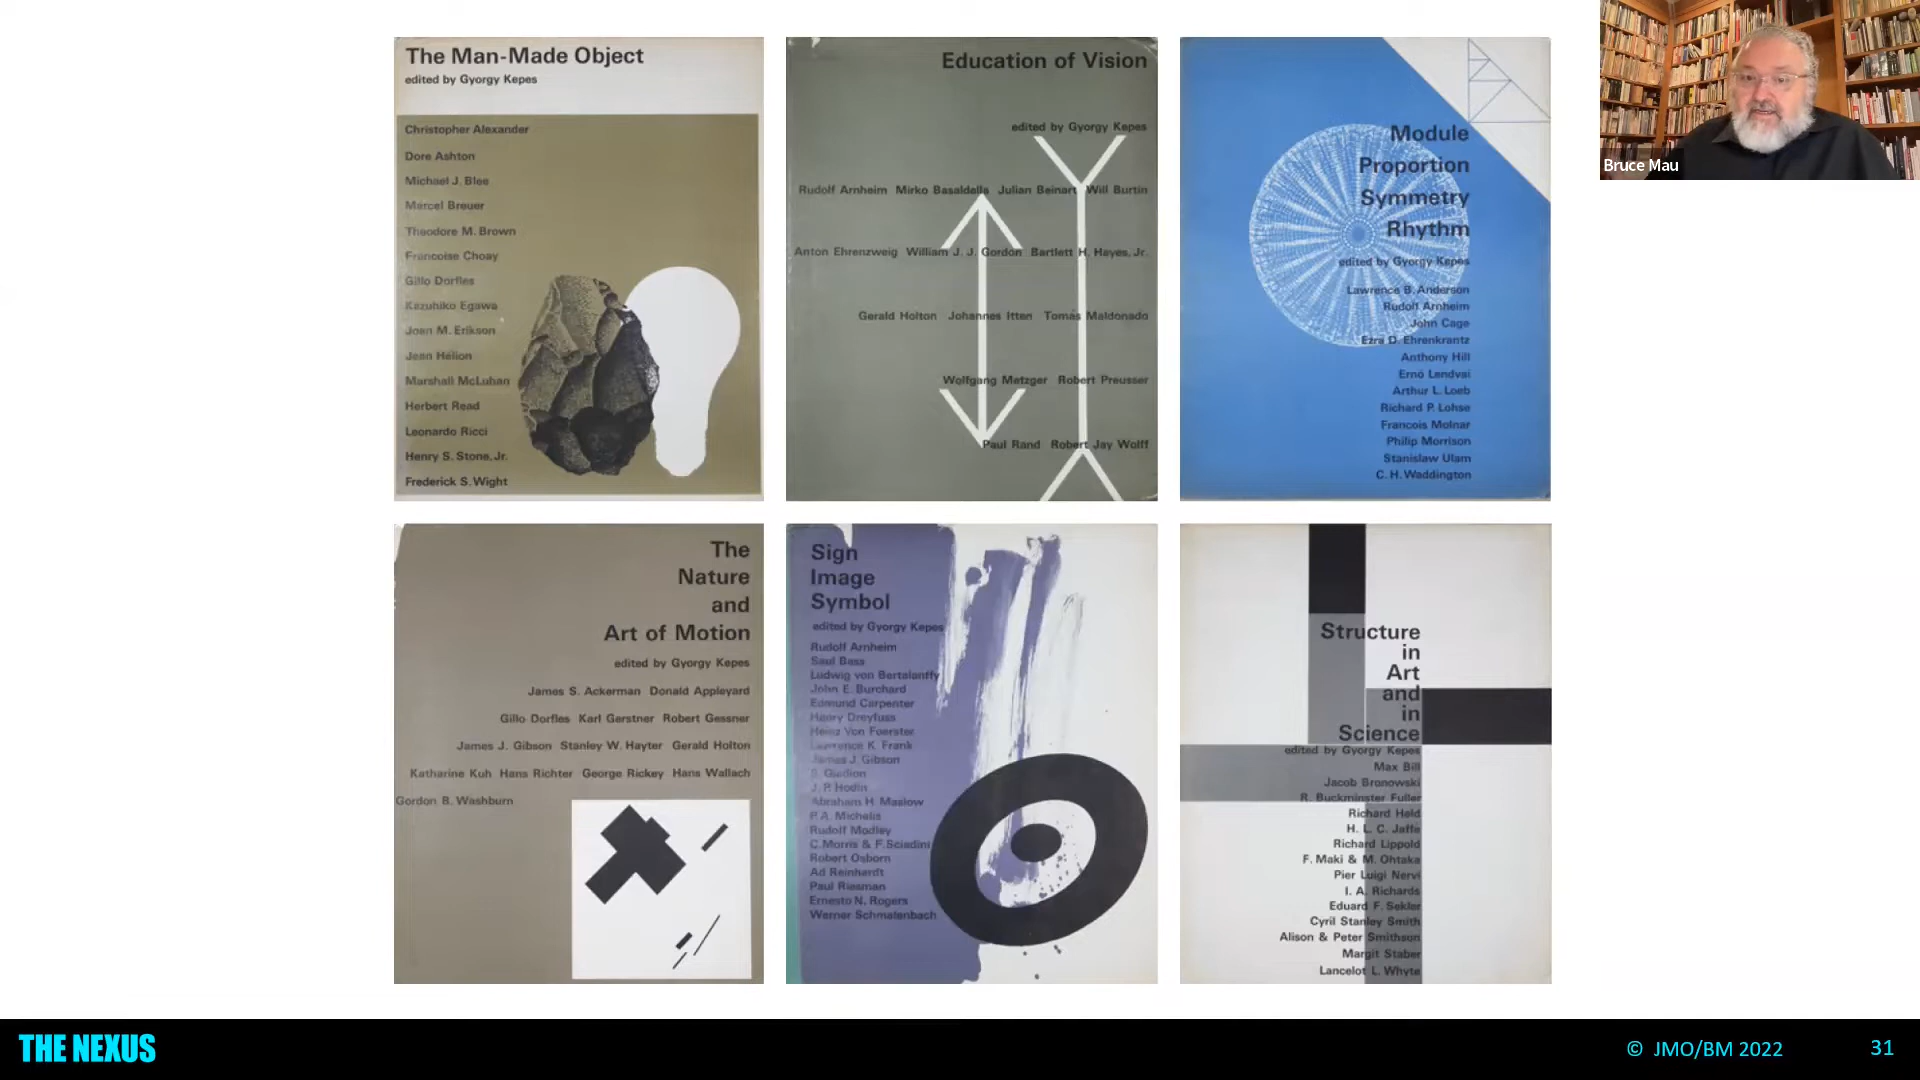 The Man-Made Object
edited by Gyorgy Kepes
Christopher Alexander
Dore Ashton
Michael J. Blee
Marcel Breuer
Theodore M. Brown
Francoise Choay
Gillo Dorfles
Kazuhiko Egawa
Joan M. Erikson
Jean Hélion
Marshall McLuhan
Herbert Read
Leonardo Ricci
Henry S. Stone, Jr.
Frederick S. Wight
Education of Vision
edited by Gyorgy Kepes
Rudolf Arnheim Mirko Basaldella Julian Beinart Will Burtin
Anton Ehrenzweig William J. J. Gordon Bartlett H. Hayes, Jr.
Gerald Holton Johannes Itten Tomás Maldonado
Wolfgang Metzger Robert Preusser
Paul Rand Robert Jay Wolff
Module
Proportion
Symmetry
Rhythm
edited by Gyorgy Kepes
Lawrence B. Anderson
Rudolf Arnheim
John Cage
Ezra D. Ehrenkrantz
Anthony Hill
Ernö Lendvai
Arthur L. Loeb
Richard P. Lohse
Francois Molnar
Philip Morrison
Stanislaw Ulam
C. H. Waddington
Bruce Mau
The
Nature
and
Art of Motion
edited by Gyorgy Kepes
James S. Ackerman Donald Appleyard
Gillo Dorfles Karl Gerstner Robert Gessner
James J. Gibson Stanley W. Hayter Gerald Holton
Katharine Kuh Hans Richter George Rickey Hans Wallach
Gordon B. Washburn
Sign
Image
Symbol
edited by Gyorgy Kepes
Rudolf Arnheim
Saul Bass
Ludwig von Bertalanffy
John E. Burchard
Edmund Carpenter
Henry Dreyfuss
Heinz Von Foerster
Lawrence K. Frank
James J. Gibson
S. Giedion
J. P. Hodin
Abraham H. Maslow
P. A. Michelis
Rudolf Modley
C. Morris & F. Sciadini
Robert Osborn
Ad Reinhardt
Paul Riesman
Ernesto N. Rogers
Werner Schmalenbach
Structure
in
Art
and
in
Science
edited by Gyorgy Kepes
Max Bill
Jacob Bronowski
R. Buckminster Fuller
Richard Held
H. L. C. Jaffe
Richard Lippold
F. Maki & M. Ohtaka
Pier Luigi Nervi
I. A. Richards
Eduard F. Sekler
Cyril Stanley Smith
Alison & Peter Smithson
Margit Staber
Lancelot L. Whyte
THE NEXUS
© JMO/BM 2022
31